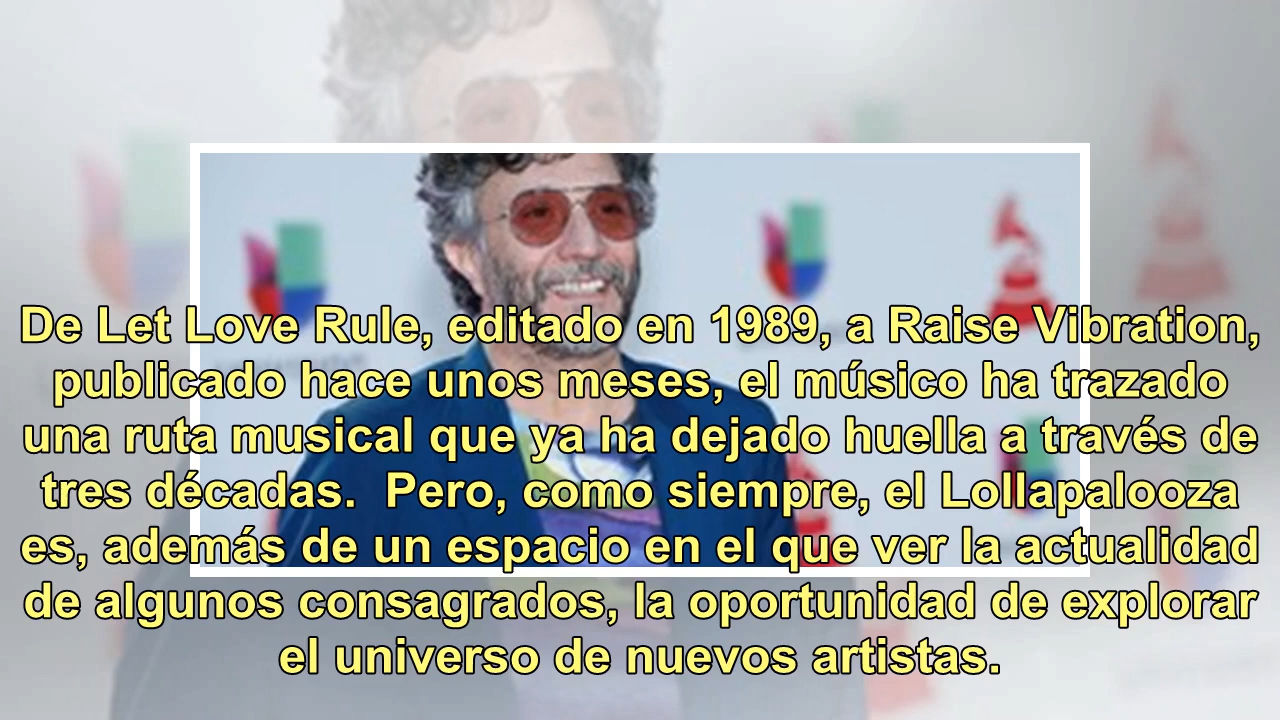 De Let Love Rule, editado en 1989, a Raise Vibration,
publicado hace unos meses, el músico ha trazado
una ruta musical que ya ha dejado huella a través de
tres décadas.  Pero, como siempre, el Lollapalooza
es, además de un espacio en el que ver la actualidad
de algunos consagrados, la oportunidad de explorar
el universo de nuevos artistas.